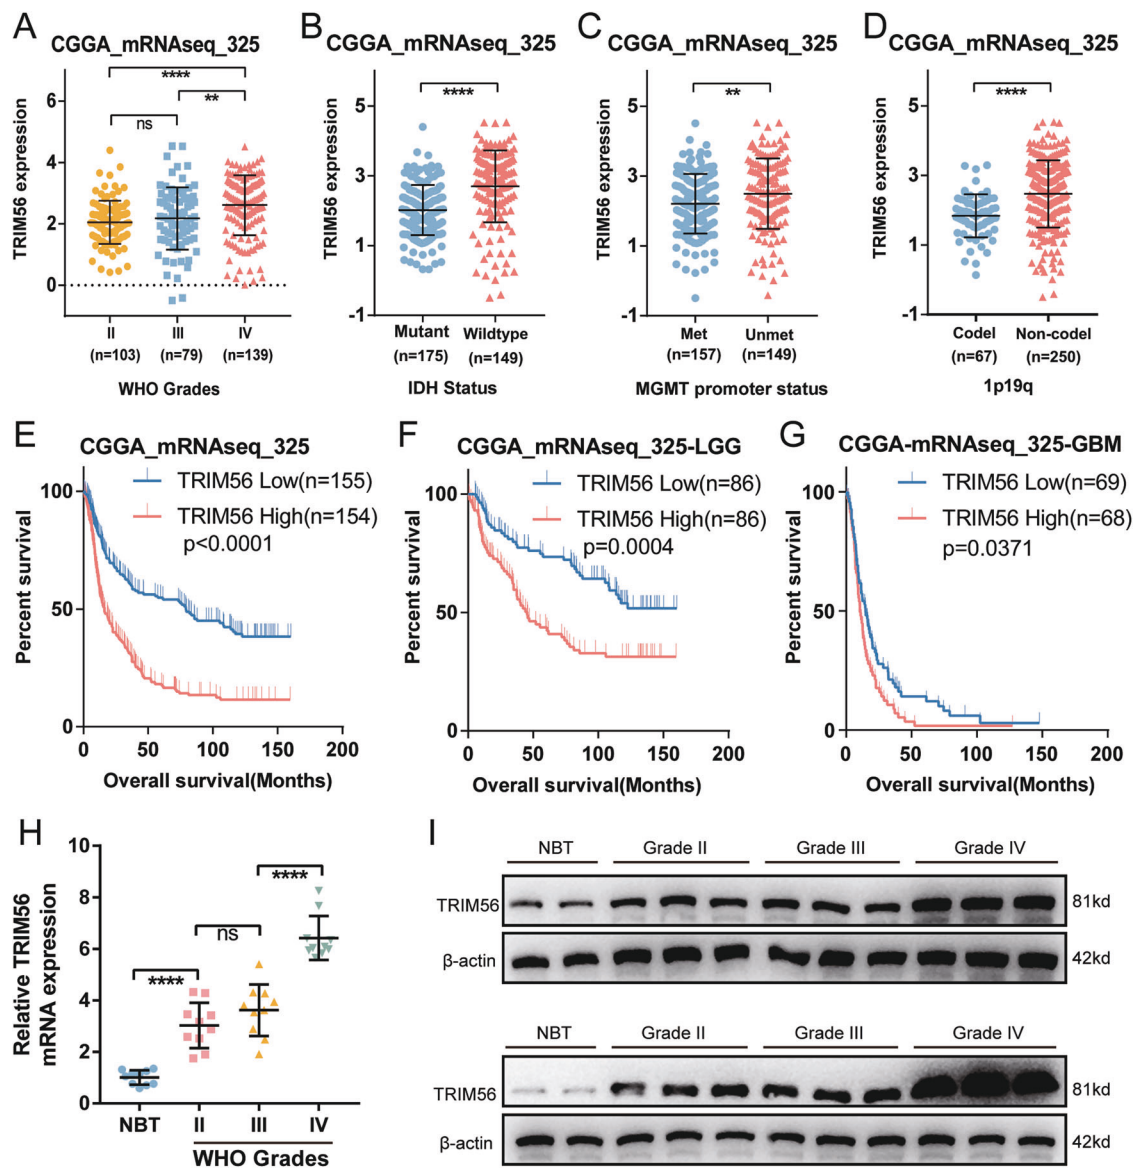 A
CGGA_mRNAseq_325
****
**
ns
TRIM56 expression
6
4
2
0
II
III
IV
(n=103)
(n=79)
(n=139)
WHO Grades
B
CGGA_mRNAseq_325
****
TRIM56 expression
5
3
1
-1
Mutant
Wildtype
(n=175)
(n=149)
IDH Status
C
CGGA_mRNAseq_325
**
TRIM56 expression
5
3
1
-1
Met
Unmet
(n=157)
(n=149)
MGMT promoter status
D
CGGA_mRNAseq_325
****
TRIM56 expression
5
3
1
-1
Codel
Non-codel
(n=67)
(n=250)
1p19q
E
CGGA_mRNAseq_325
TRIM56 Low(n=155)
TRIM56 High(n=154)
p<0.0001
Percent survival
100
50
0
0 50 100 150 200
Overall survival(Months)
F
CGGA_mRNAseq_325-LGG
TRIM56 Low(n=86)
TRIM56 High(n=86)
p=0.0004
Percent survival
100
50
0
0 50 100 150 200
Overall survival(Months)
G
CGGA-mRNAseq_325-GBM
TRIM56 Low(n=69)
TRIM56 High(n=68)
p=0.0371
Percent survival
100
50
0
0 50 100 150 200
Overall survival(Months)
H
Relative TRIM56
mRNA expression
10
8
6
4
2
0
****
ns
****
NBT II III IV
WHO Grades
I
NBT Grade II Grade III Grade IV
TRIM56 81kd
β-actin 42kd
NBT Grade II Grade III Grade IV
TRIM56 81kd
β-actin 42kd